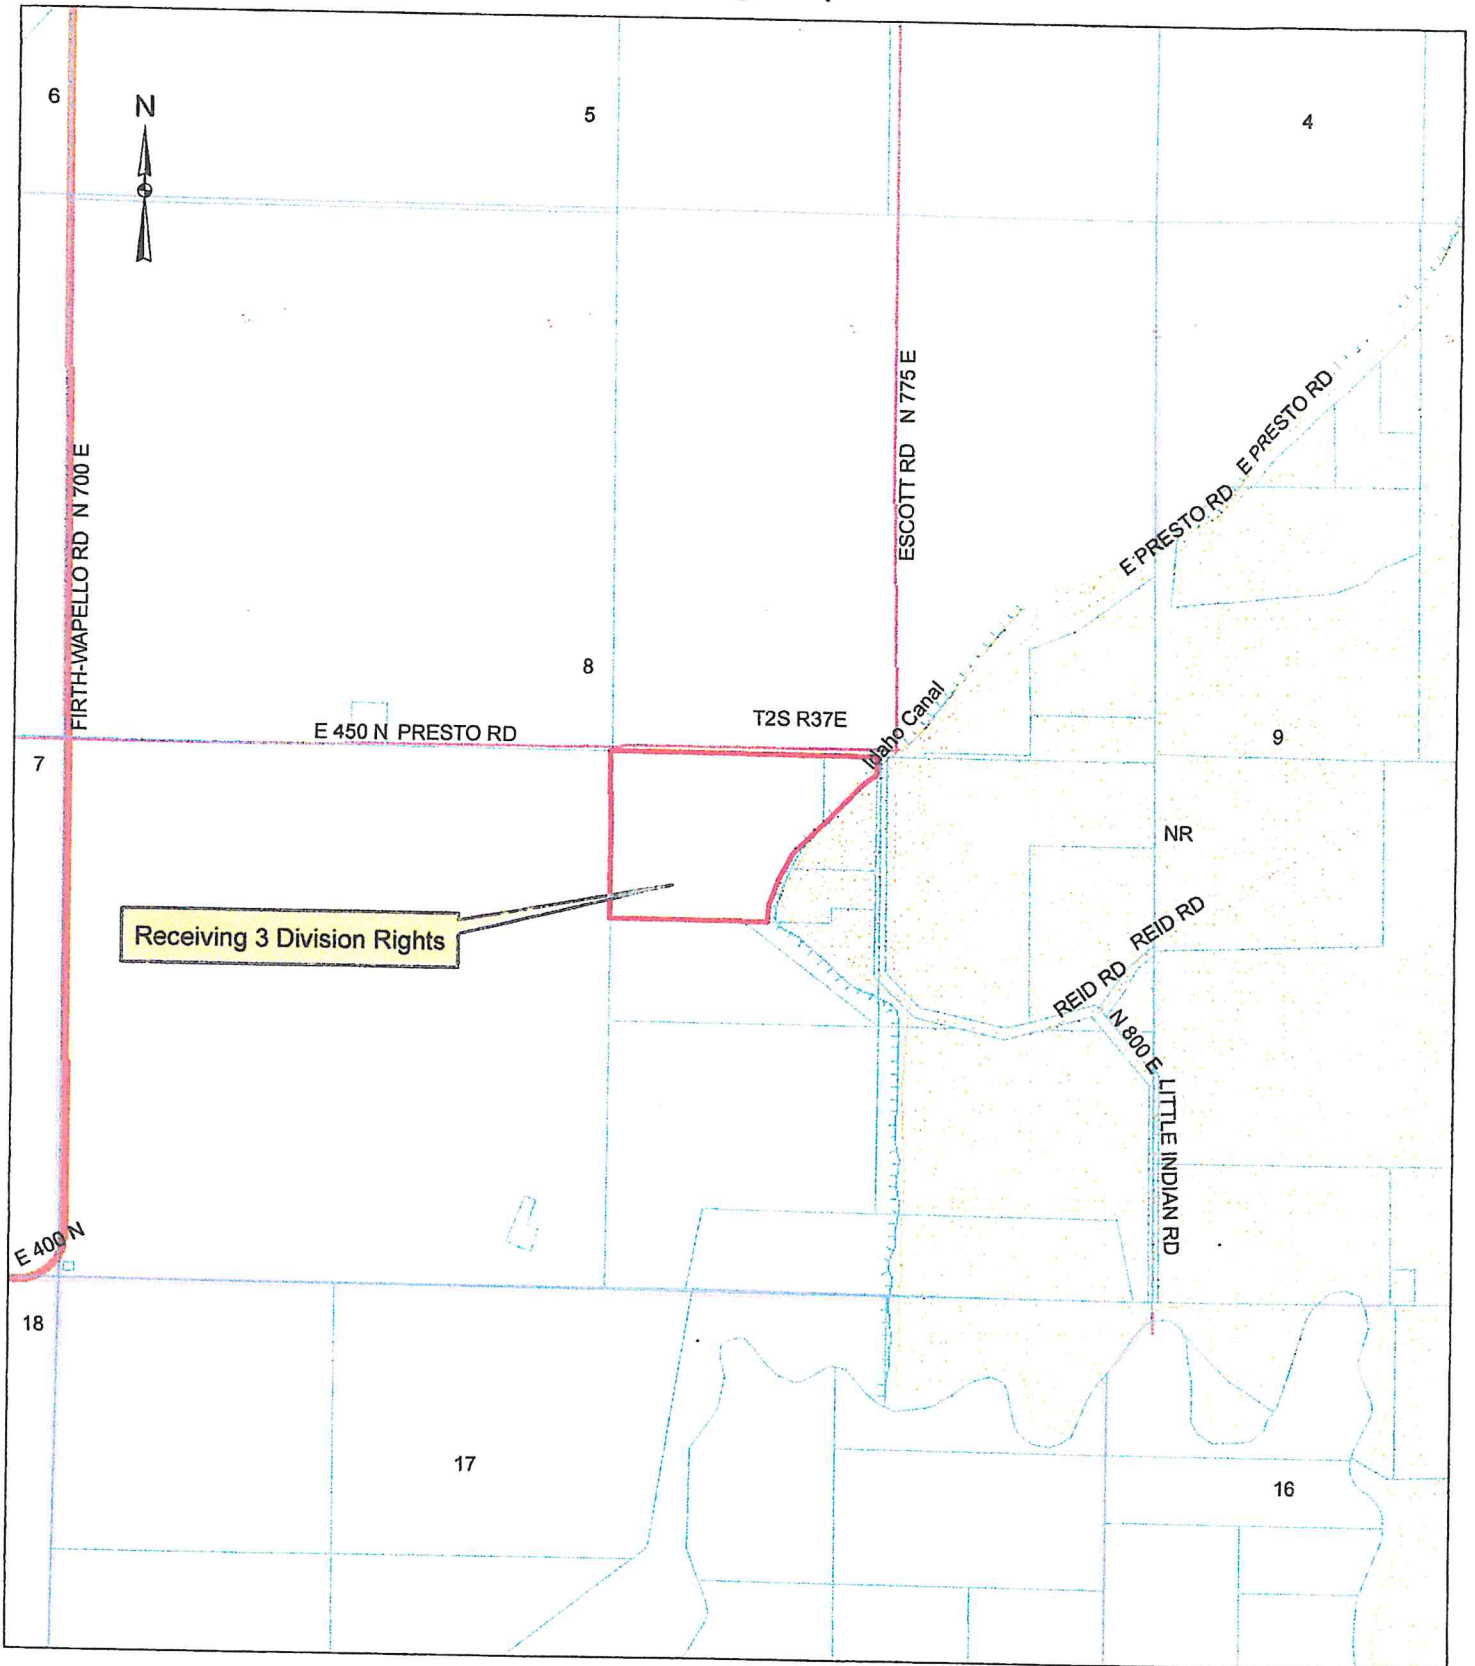 6
N
5
4
FIRTH-WAPELLO RD N 700 E
ESCOTT RD N 775 E
E PRESTO RD
E PRESTO RD
8
T2S R37E
E 450 N PRESTO RD
Idaho Canal
7
9
NR
Receiving 3 Division Rights
REID RD
REID RD
N 800 E
LITTLE INDIAN RD
E 400 N
18
17
16